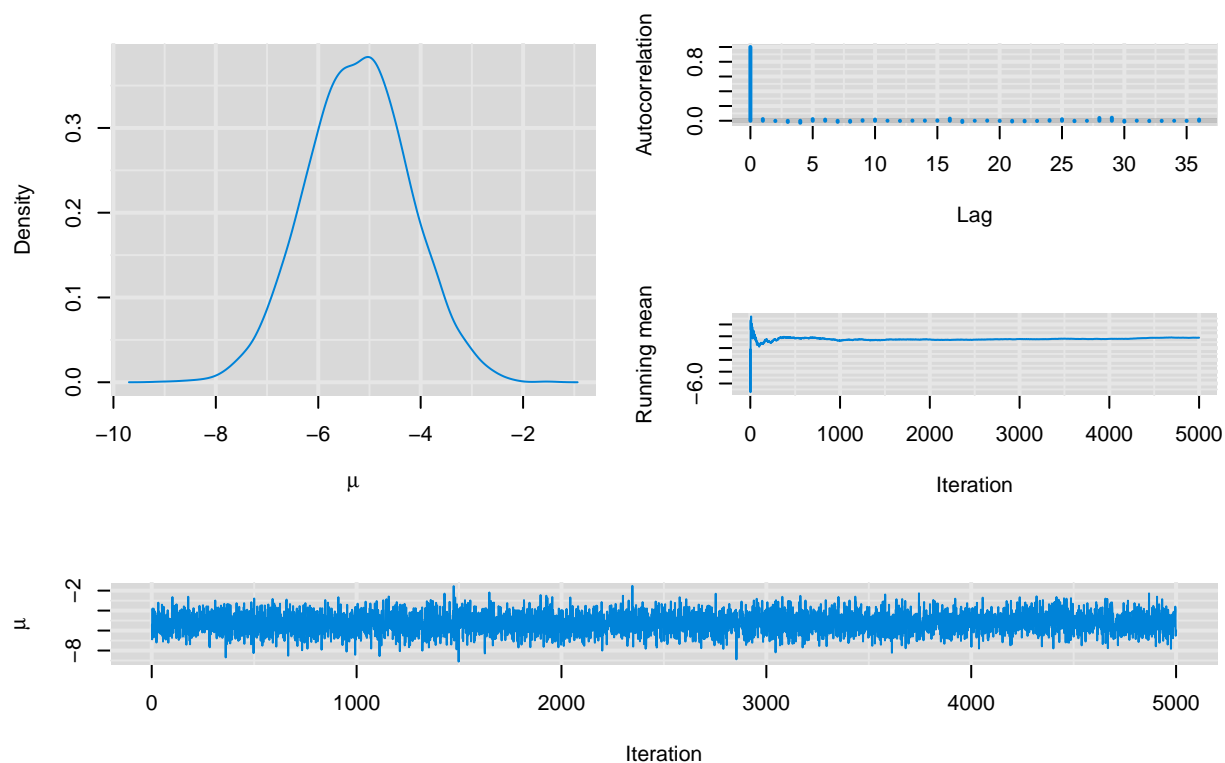 Density
0.0 0.1 0.2 0.3
−10 −8 −6 −4 −2
μ
Autocorrelation
0.0 0.8
0 5 10 15 20 25 30 35
Lag
Running mean
−6.0
0 1000 2000 3000 4000 5000
Iteration
μ
−8 −2
0 1000 2000 3000 4000 5000
Iteration